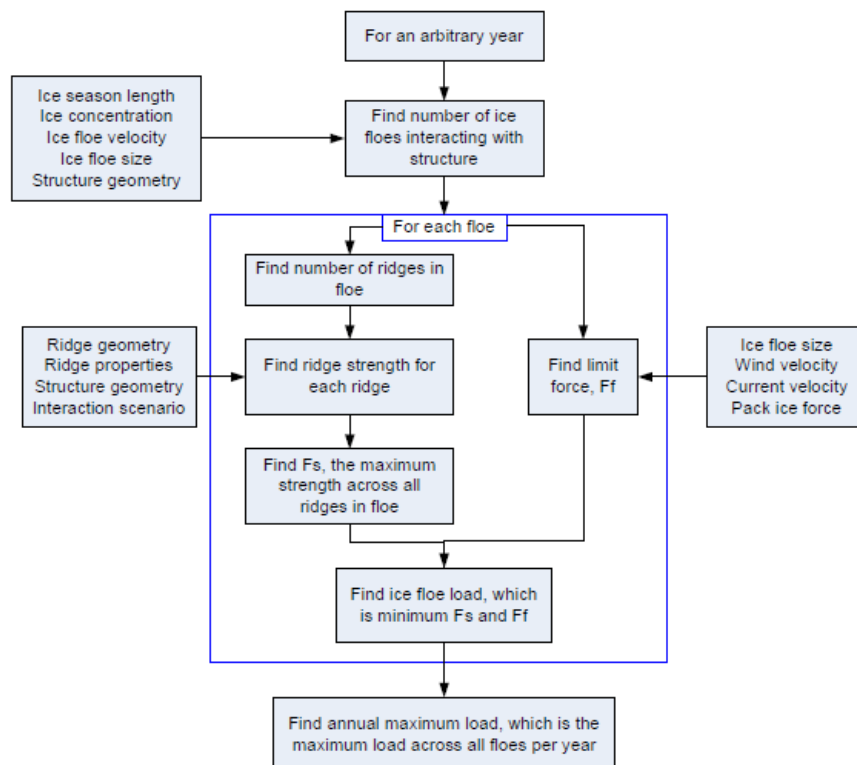 For an arbitrary year
Ice season length
Ice concentration
Ice floe velocity
Ice floe size
Structure geometry
Find number of ice
floes interacting with
structure
For each floe
Find number of ridges in
floe
Ridge geometry
Ridge properties
Structure geometry
Interaction scenario
Find ridge strength for
each ridge
Find limit
force, Ff
Ice floe size
Wind velocity
Current velocity
Pack ice force
Find Fs, the maximum
strength across all
ridges in floe
Find ice floe load, which
is minimum Fs and Ff
Find annual maximum load, which is the
maximum load across all floes per year